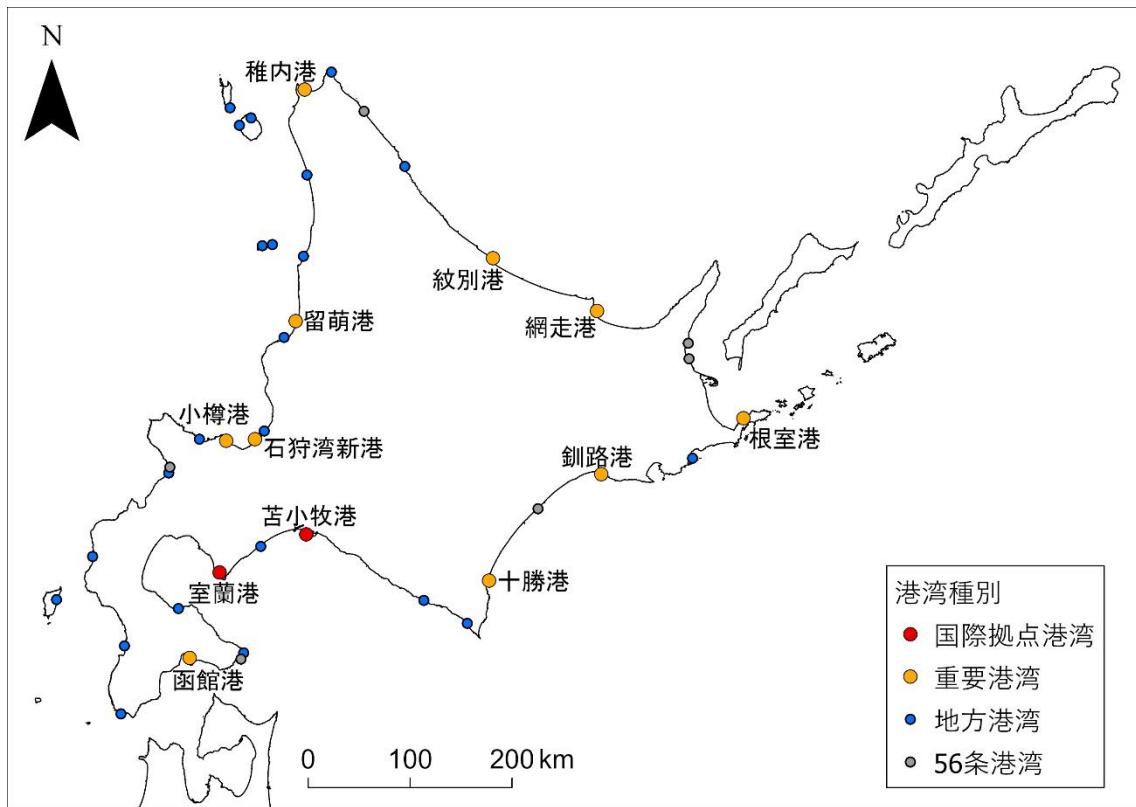 N
稚内港
紋別港
網走港
留萌港
小樽港
石狩湾新港
根室港
釧路港
苫小牧港
室蘭港
十勝港
函館港
0 100 200 km
港湾種別
国際拠点港湾
重要港湾
地方港湾
56条港湾